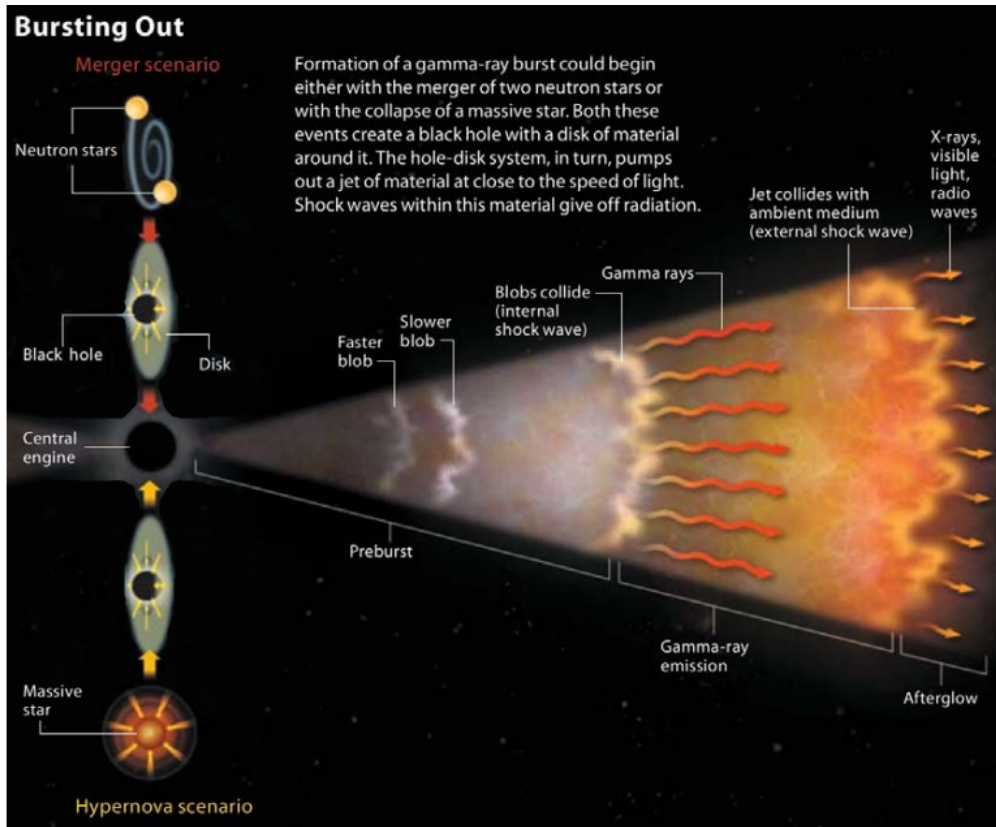 Bursting Out
Merger scenario
Neutron stars
Black hole
Disk
Central
engine
Massive
star
Hypernova scenario
Formation of a gamma-ray burst could begin
either with the merger of two neutron stars or
with the collapse of a massive star. Both these
events create a black hole with a disk of material
around it. The hole-disk system, in turn, pumps
out a jet of material at close to the speed of light.
Shock waves within this material give off radiation.
Faster
blob
Slower
blob
Blobs collide
(internal
shock wave)
Gamma rays
Jet collides with
ambient medium
(external shock wave)
X-rays,
visible
light,
radio
waves
Preburst
Gamma-ray
emission
Afterglow